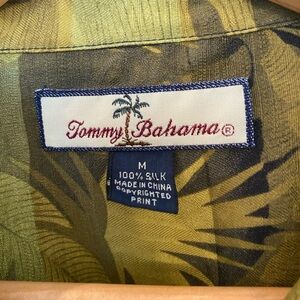 Tommy Bahama®
M
100% SILK
MADE IN CHINA
COPYRIGHTED
PRINT